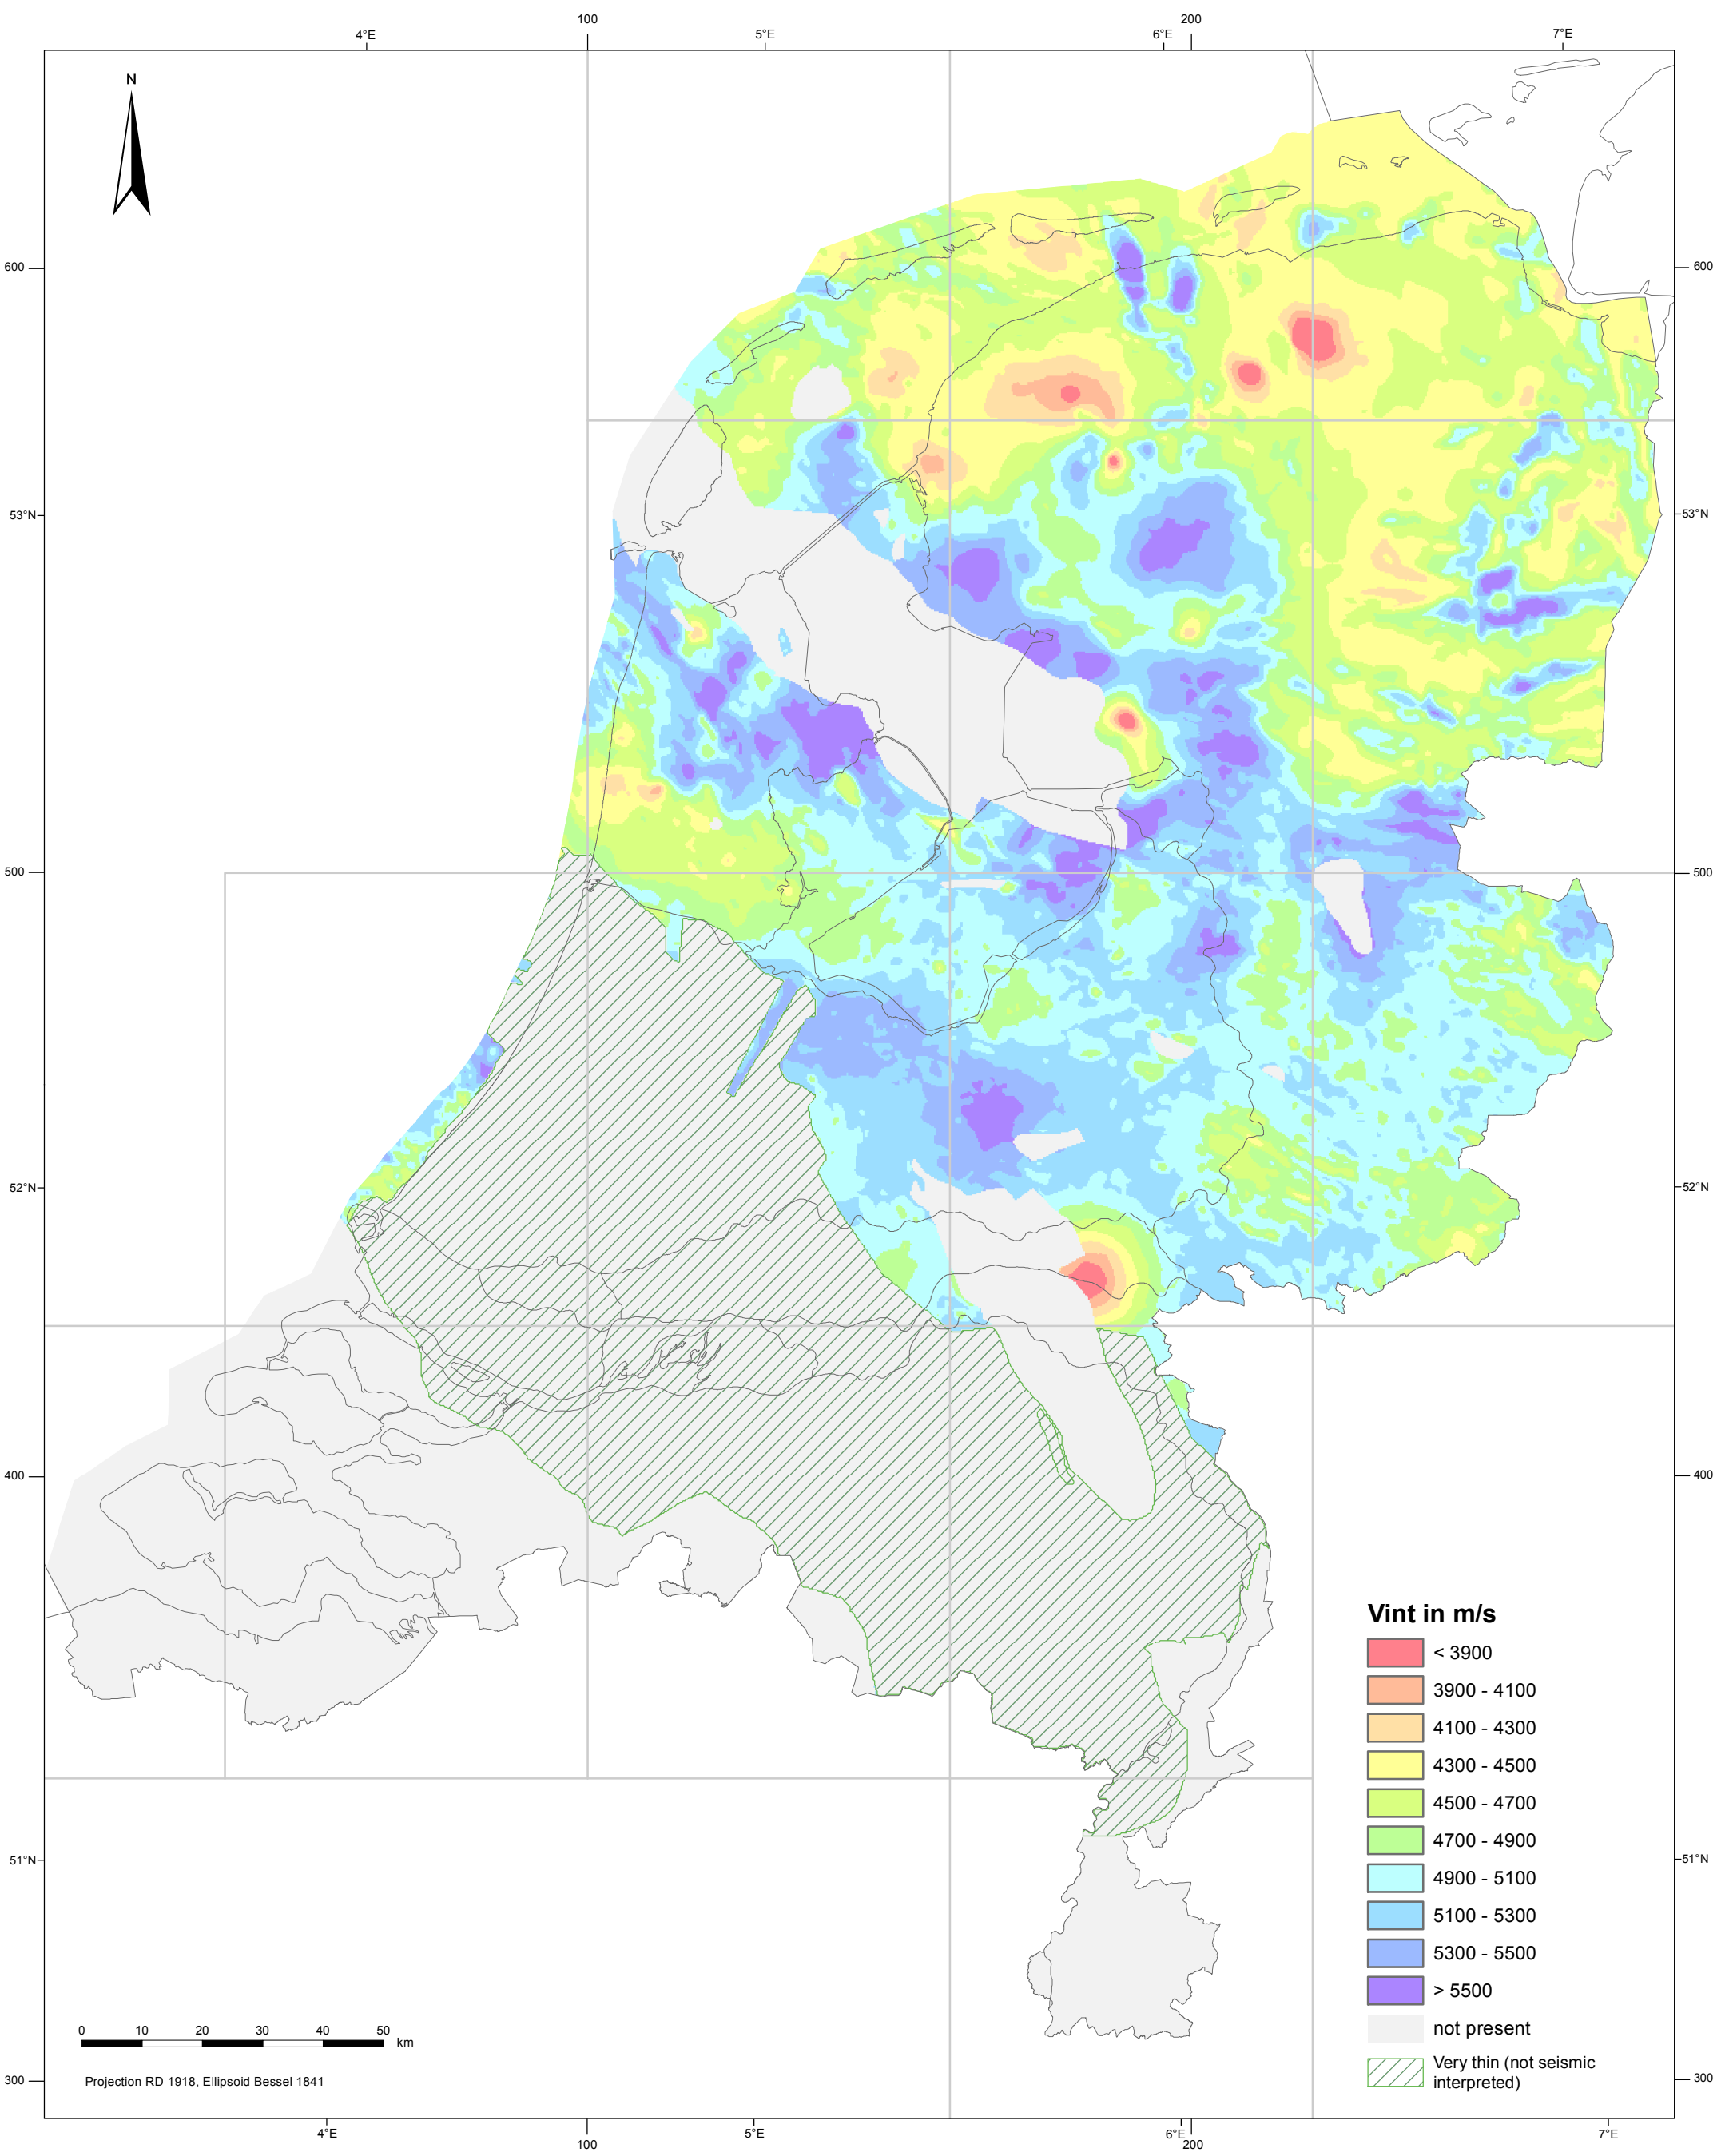 100
200
4°E
5°E
6°E
7°E
N
600
600
53°N
53°N
500
500
52°N
52°N
400
400
Vint in m/s
< 3900
3900 - 4100
4100 - 4300
4300 - 4500
4500 - 4700
4700 - 4900
4900 - 5100
5100 - 5300
5300 - 5500
> 5500
not present
Very thin (not seismic
interpreted)
51°N
51°N
0 10 20 30 40 50
km
Projection RD 1918, Ellipsoid Bessel 1841
300
300
4°E
5°E
6°E
7°E
100
200